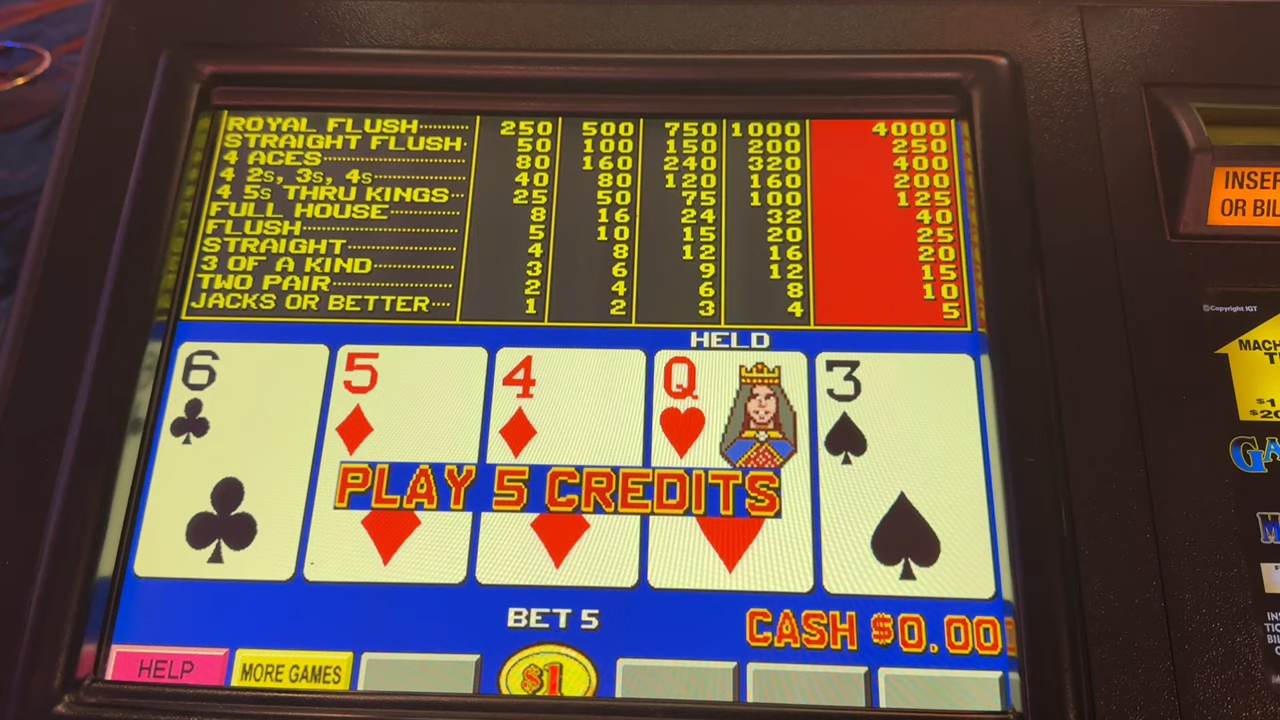 ROYAL FLUSH 250 500 750 1000 4000
STRAIGHT FLUSH 50 100 150 200 250
4 ACES 80 160 240 320 400
4 2s, 3s, 4s 40 80 120 160 200
4 5s THRU KINGS 25 50 75 100 125
FULL HOUSE 8 16 24 32 40
FLUSH 5 10 15 20 25
STRAIGHT 4 8 12 16 20
3 OF A KIND 3 6 9 12 15
TWO PAIR 2 4 6 8 10
JACKS OR BETTER 1 2 3 4 5
HELD
6 5 4 Q 3
PLAY 5 CREDITS
BET 5
CASH $0.00
HELP
MORE GAMES
$1
OR
©Copyright IGT
$1